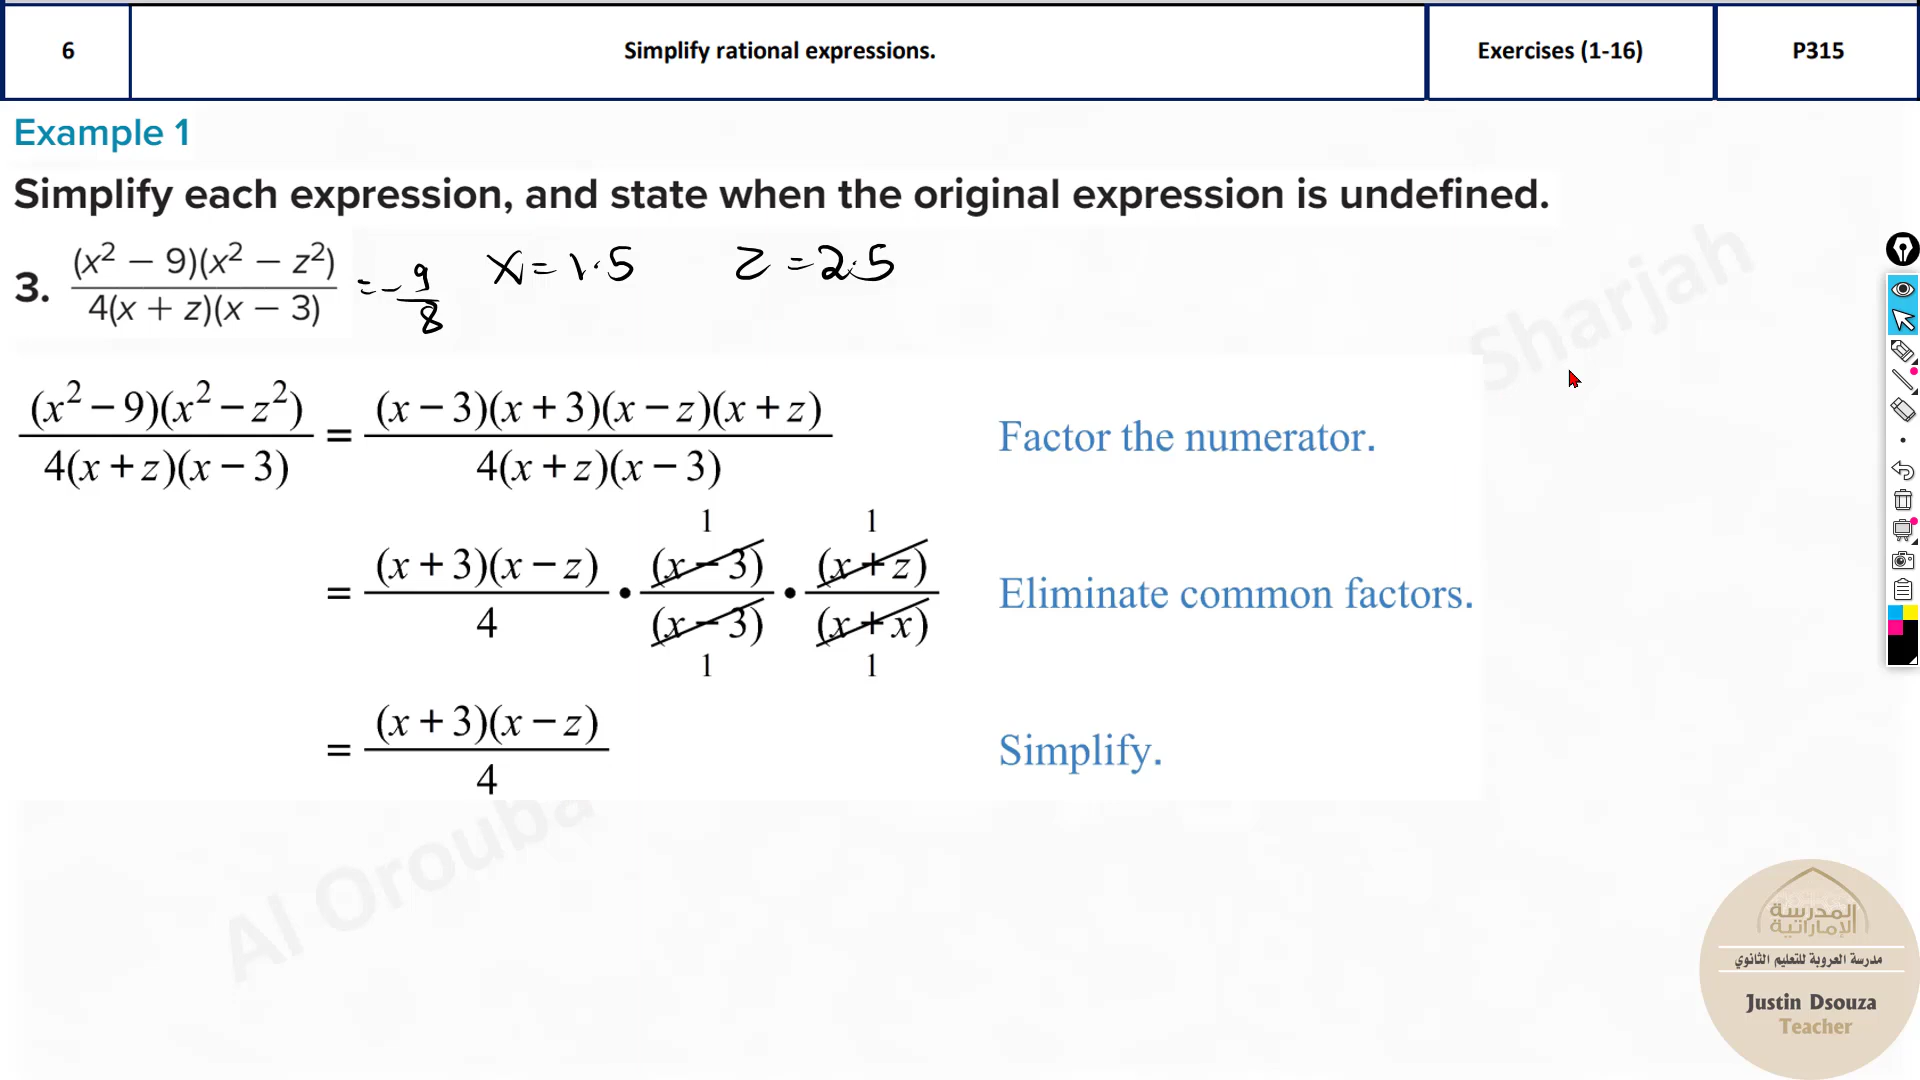 6 Simplify rational expressions. Exercises (1-16) P315
Example 1
Simplify each expression, and state when the original expression is undefined.
3. (x² − 9)(x² − z²) / 4(x + z)(x − 3) = -9/8 x = 1.5 z = 2.5
(x² − 9)(x² − z²) / 4(x + z)(x − 3) = (x − 3)(x + 3)(x − z)(x + z) / 4(x + z)(x − 3) Factor the numerator.
1 1
= (x + 3)(x − z) / 4 • (x − 3) / (x − 3) • (x + z) / (x + x) Eliminate common factors.
1 1
= (x + 3)(x − z) / 4 Simplify.
Sharjah
Al Orouba
المدرسة
الإماراتية
مدرسة العروبة للتعليم الثانوي
Justin Dsouza
Teacher